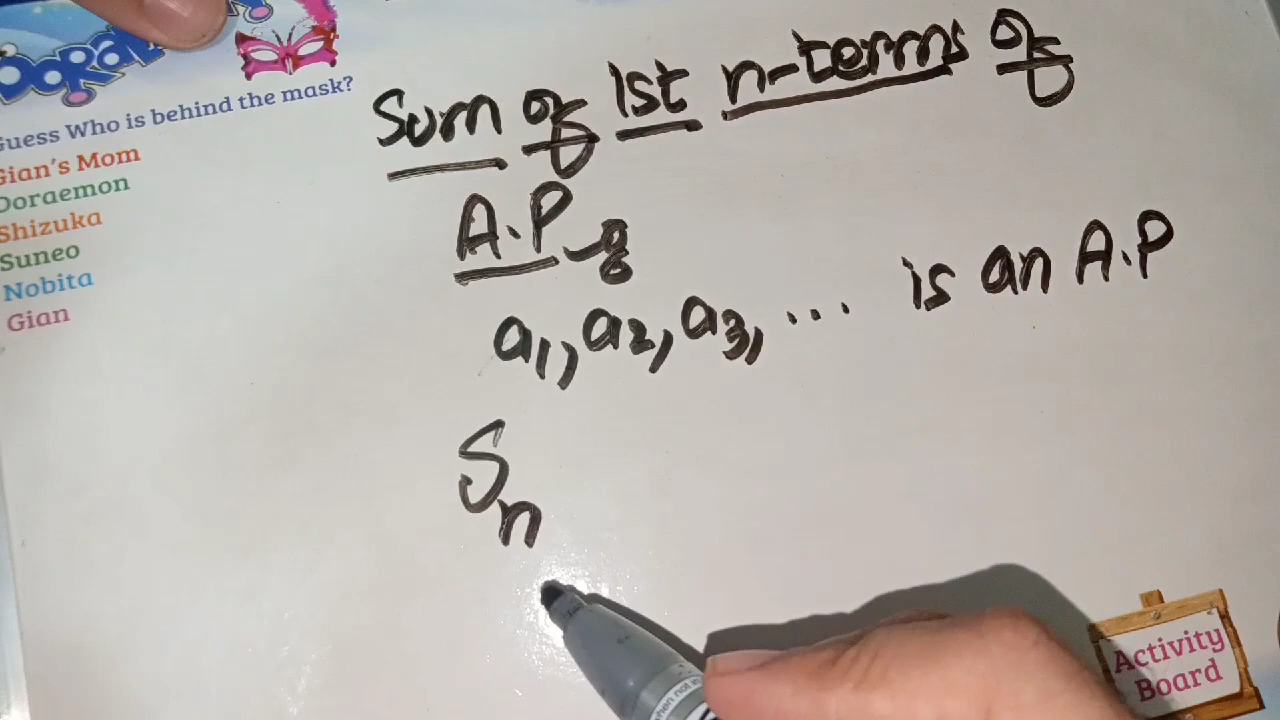 Guess Who is behind the mask?
Gian's Mom
Doraemon
Shizuka
Suneo
Nobita
Gian
Sum of 1st n-terms of
A.P-:
a1, a2, a3, ... is an A.P
Sn
Activity
Board